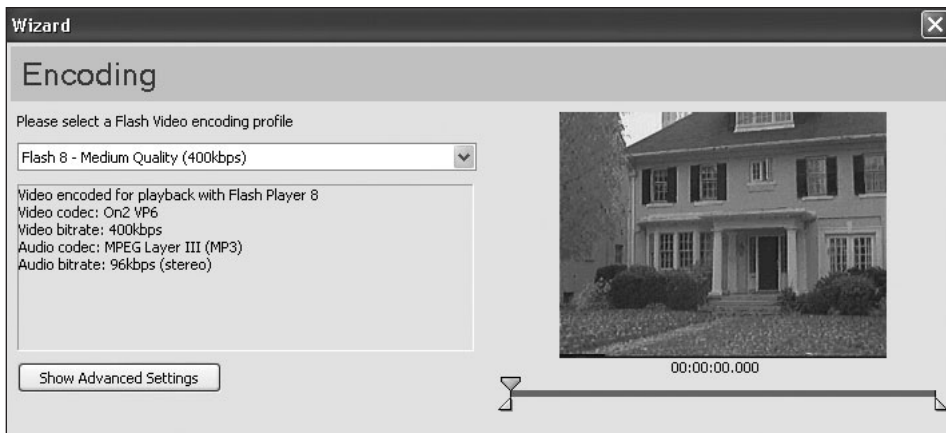 Wizard
Encoding
Please select a Flash Video encoding profile
Flash 8 - Medium Quality (400kbps)
Video encoded for playback with Flash Player 8
Video codec: On2 VP6
Video bitrate: 400kbps
Audio codec: MPEG Layer III (MP3)
Audio bitrate: 96kbps (stereo)
Show Advanced Settings
00:00:00.000